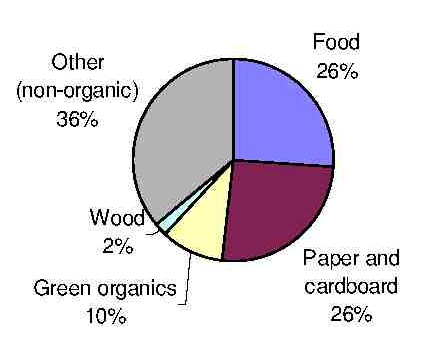 Food
26%
Other
(non-organic)
36%
Wood
2%
Green organics
10%
Paper and
cardboard
26%